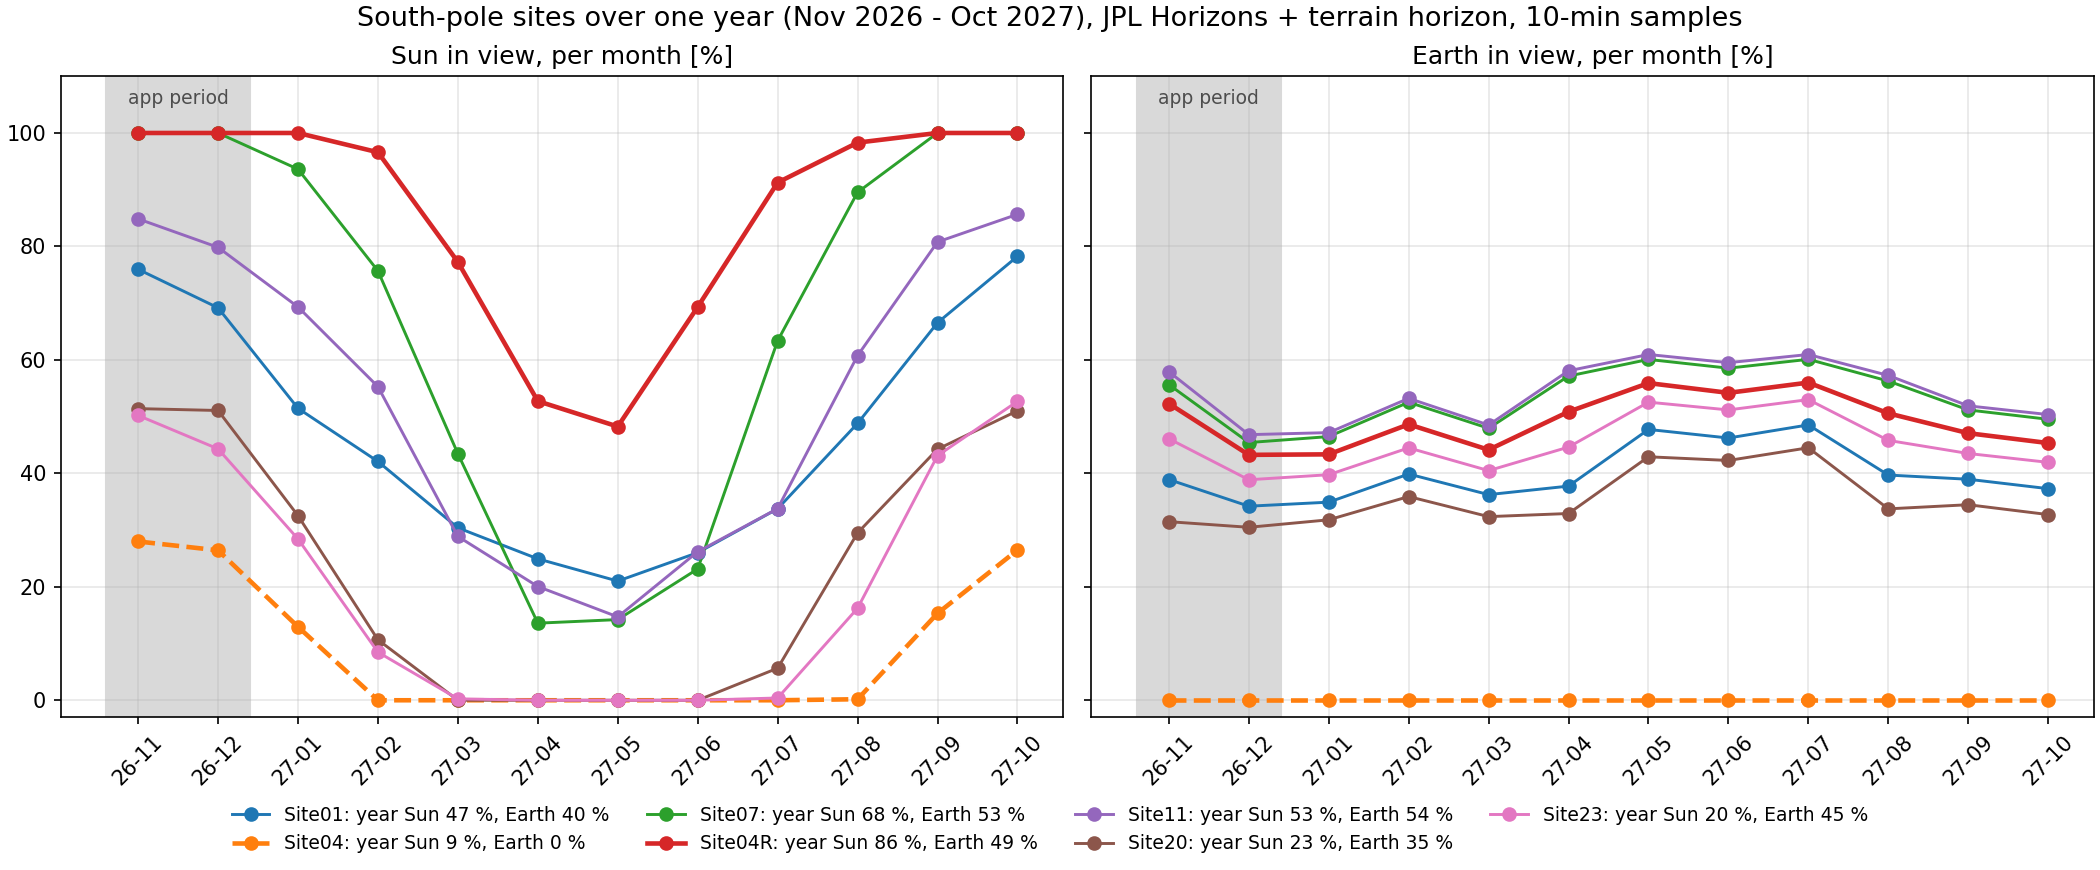 South-pole sites over one year (Nov 2026 - Oct 2027), JPL Horizons + terrain horizon, 10-min samples
Sun in view, per month [%]
app period
100
80
60
40
20
0
26-11
26-12
27-01
27-02
27-03
27-04
27-05
27-06
27-07
27-08
27-09
27-10
Earth in view, per month [%]
app period
26-11
26-12
27-01
27-02
27-03
27-04
27-05
27-06
27-07
27-08
27-09
27-10
Site01: year Sun 47 %, Earth 40 %
Site04: year Sun 9 %, Earth 0 %
Site07: year Sun 68 %, Earth 53 %
Site04R: year Sun 86 %, Earth 49 %
Site11: year Sun 53 %, Earth 54 %
Site20: year Sun 23 %, Earth 35 %
Site23: year Sun 20 %, Earth 45 %